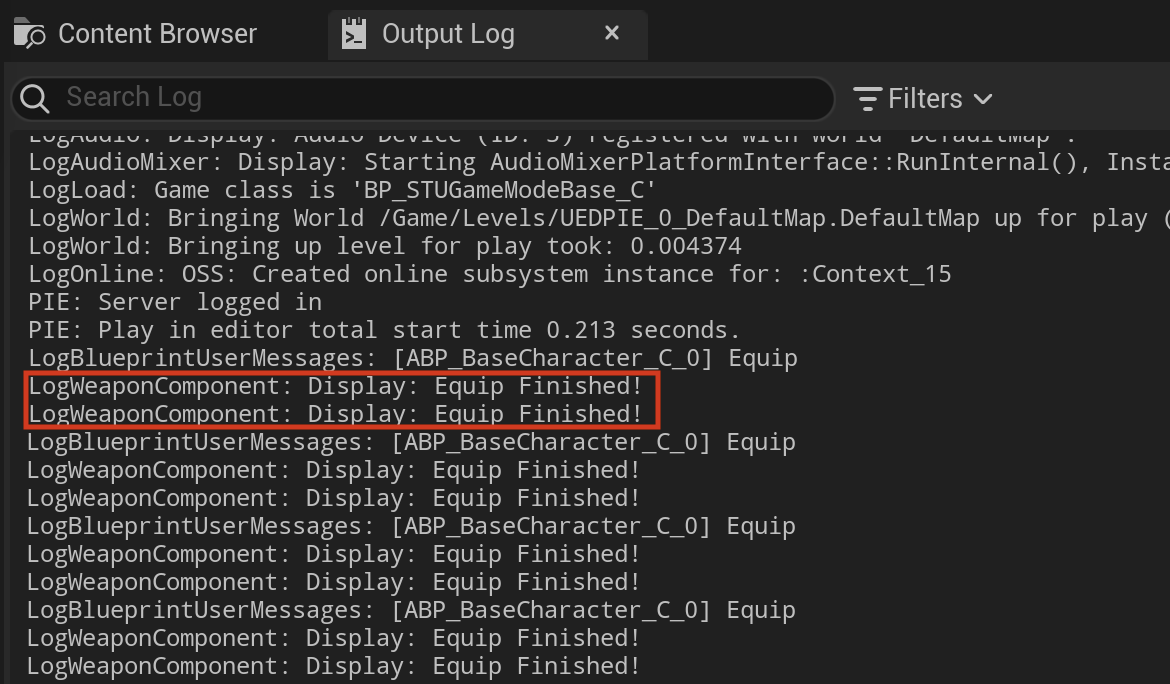 Content Browser
Output Log
Search Log
Filters
LogAudio: Display: Audio Device (ID: 5) registered with world 'DefaultMap'.
LogAudioMixer: Display: Starting AudioMixerPlatformInterface::RunInternal(), Insta
LogLoad: Game class is 'BP_STUGameModeBase_C'
LogWorld: Bringing World /Game/Levels/UEDPIE_0_DefaultMap.DefaultMap up for play (
LogWorld: Bringing up level for play took: 0.004374
LogOnline: OSS: Created online subsystem instance for: :Context_15
PIE: Server logged in
PIE: Play in editor total start time 0.213 seconds.
LogBlueprintUserMessages: [ABP_BaseCharacter_C_0] Equip
LogWeaponComponent: Display: Equip Finished!
LogWeaponComponent: Display: Equip Finished!
LogBlueprintUserMessages: [ABP_BaseCharacter_C_0] Equip
LogWeaponComponent: Display: Equip Finished!
LogWeaponComponent: Display: Equip Finished!
LogBlueprintUserMessages: [ABP_BaseCharacter_C_0] Equip
LogWeaponComponent: Display: Equip Finished!
LogWeaponComponent: Display: Equip Finished!
LogBlueprintUserMessages: [ABP_BaseCharacter_C_0] Equip
LogWeaponComponent: Display: Equip Finished!
LogWeaponComponent: Display: Equip Finished!